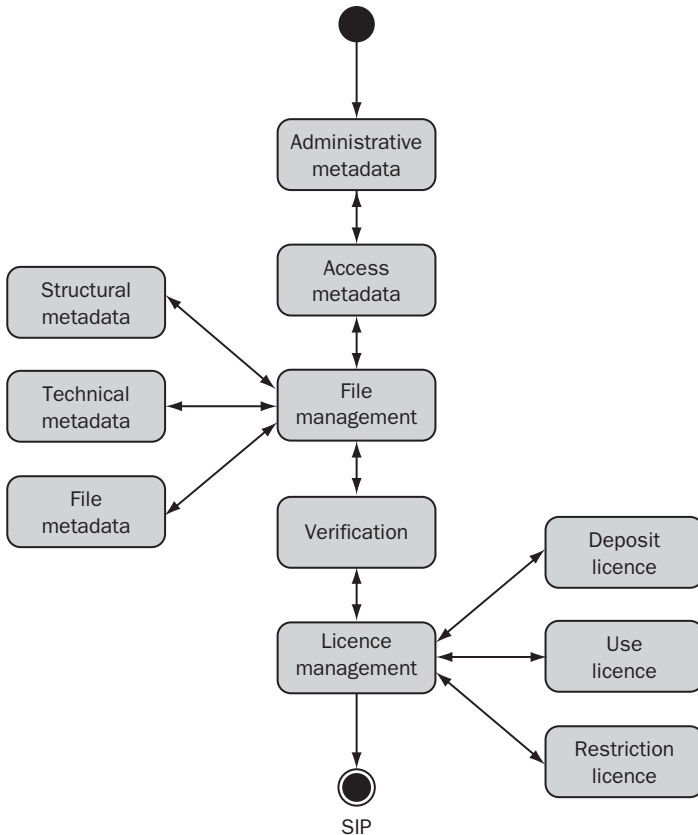 Administrative
metadata
Access
metadata
Structural
metadata
File
management
Technical
metadata
File
metadata
Verification
Deposit
licence
Licence
management
Use
licence
Restriction
licence
SIP